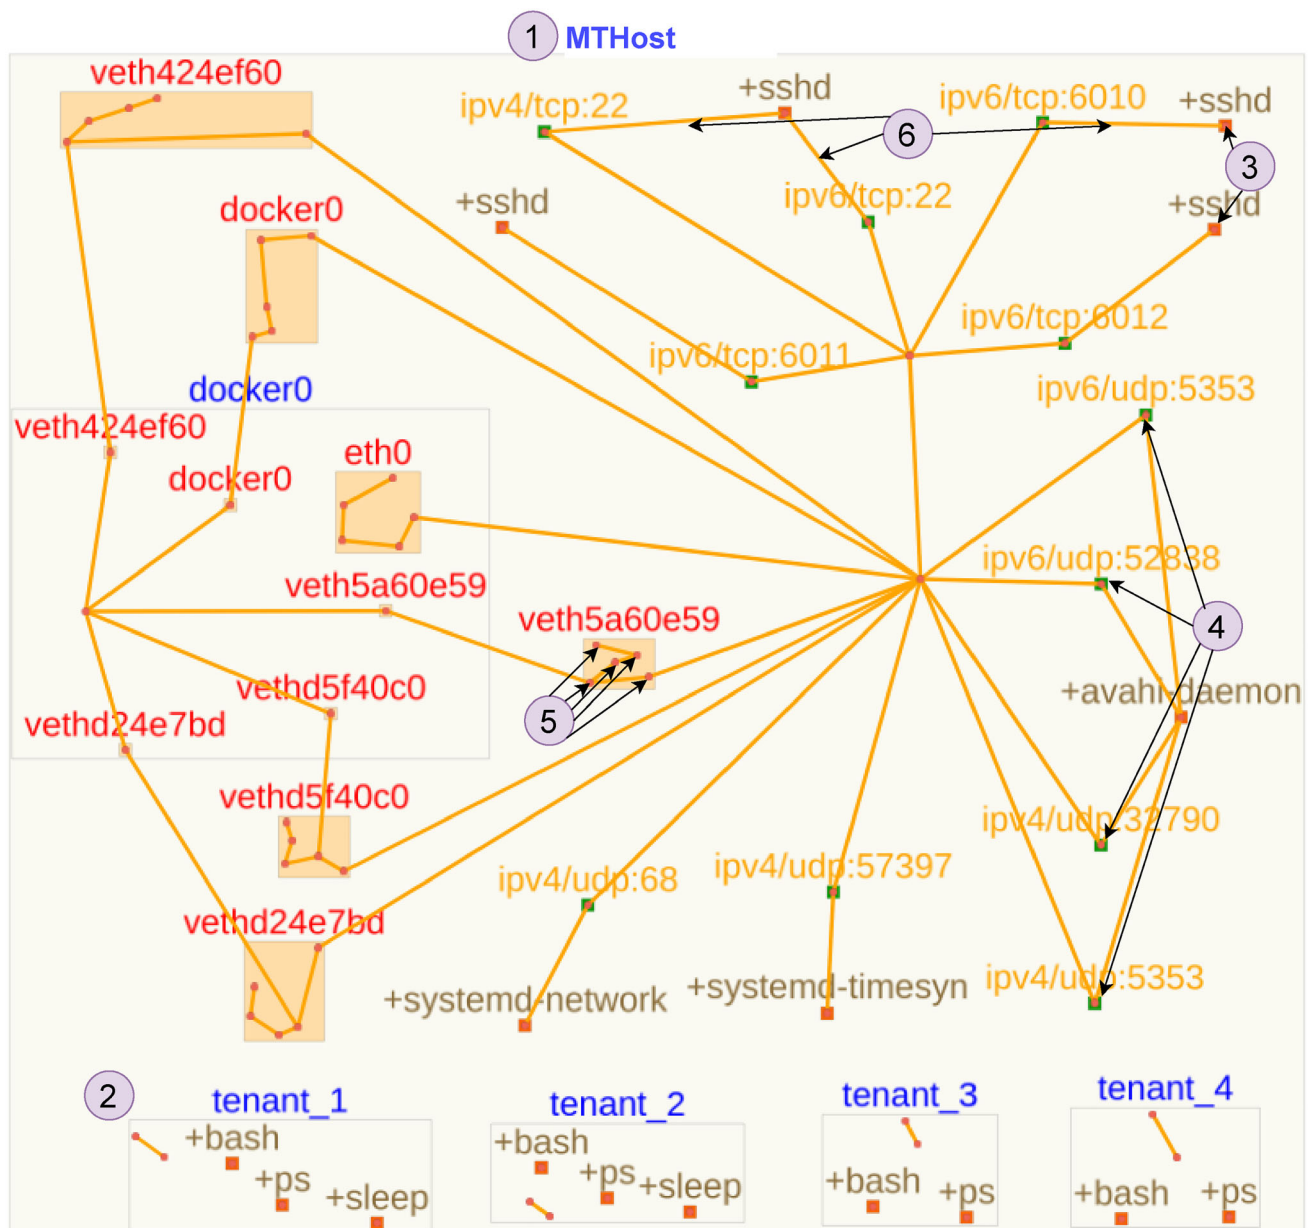 1 MTHost
veth424ef60
+sshd
ipv4/tcp:22
ipv6/tcp:6010
+sshd
6
3
docker0
+sshd
ipv6/tcp:22
+sshd
ipv6/tcp:6012
ipv6/tcp:6011
docker0
ipv6/udp:5353
veth424ef60
eth0
docker0
ipv6/udp:52838
veth5a60e59
veth5a60e59
4
vethd5f40c0
+avahi-daemon
5
vethd24e7bd
vethd5f40c0
ipv4/udp:32790
ipv4/udp:68
ipv4/udp:57397
vethd24e7bd
+systemd-network
+systemd-timesyn
ipv4/udp:5353
2
tenant_1
tenant_2
tenant_3
tenant_4
+bash
+ps
+sleep
+bash
+ps
+sleep
+bash
+ps
+bash
+ps